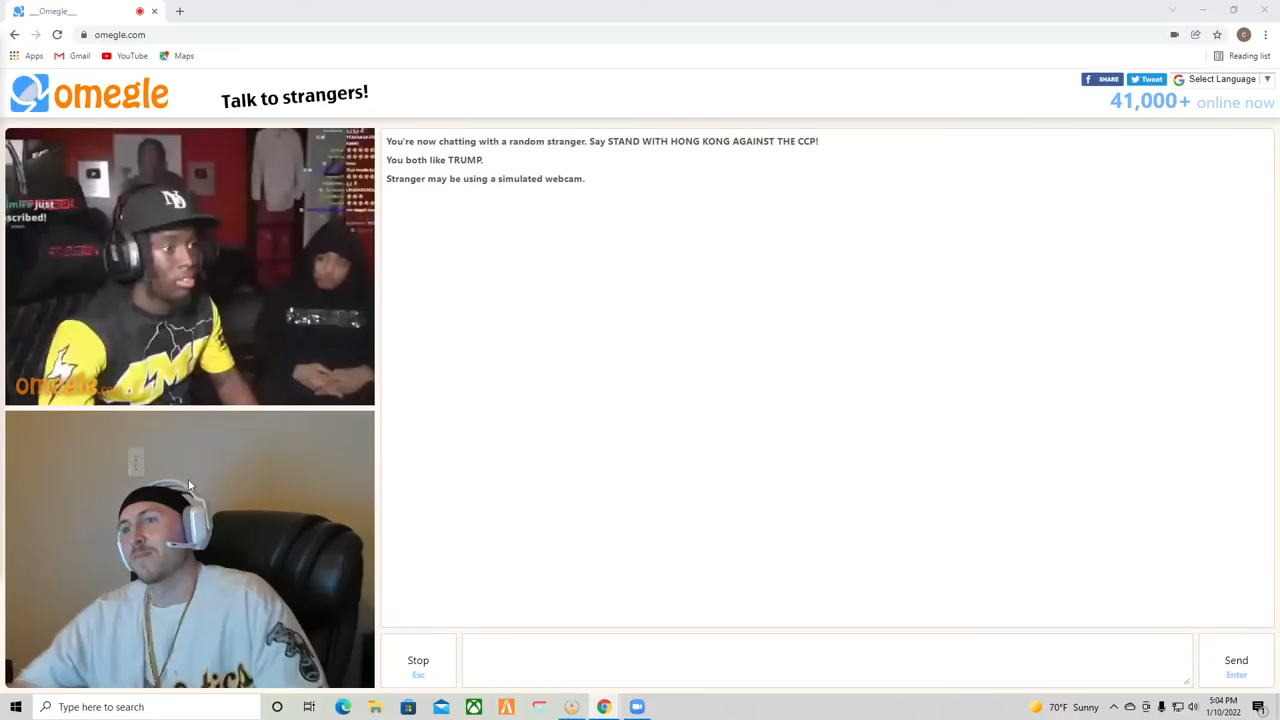 __Omegle__
omegle.com
Apps Gmail YouTube Maps Reading list
omegle Talk to strangers!
SHARE Tweet Select Language
41,000+ online now
You're now chatting with a random stranger. Say STAND WITH HONG KONG AGAINST THE CCP!
You both like TRUMP.
Stranger may be using a simulated webcam.
just
scribed!
omegle.com
Stop
Esc
Send
Enter
Type here to search
70°F Sunny
5:04 PM
1/10/2022